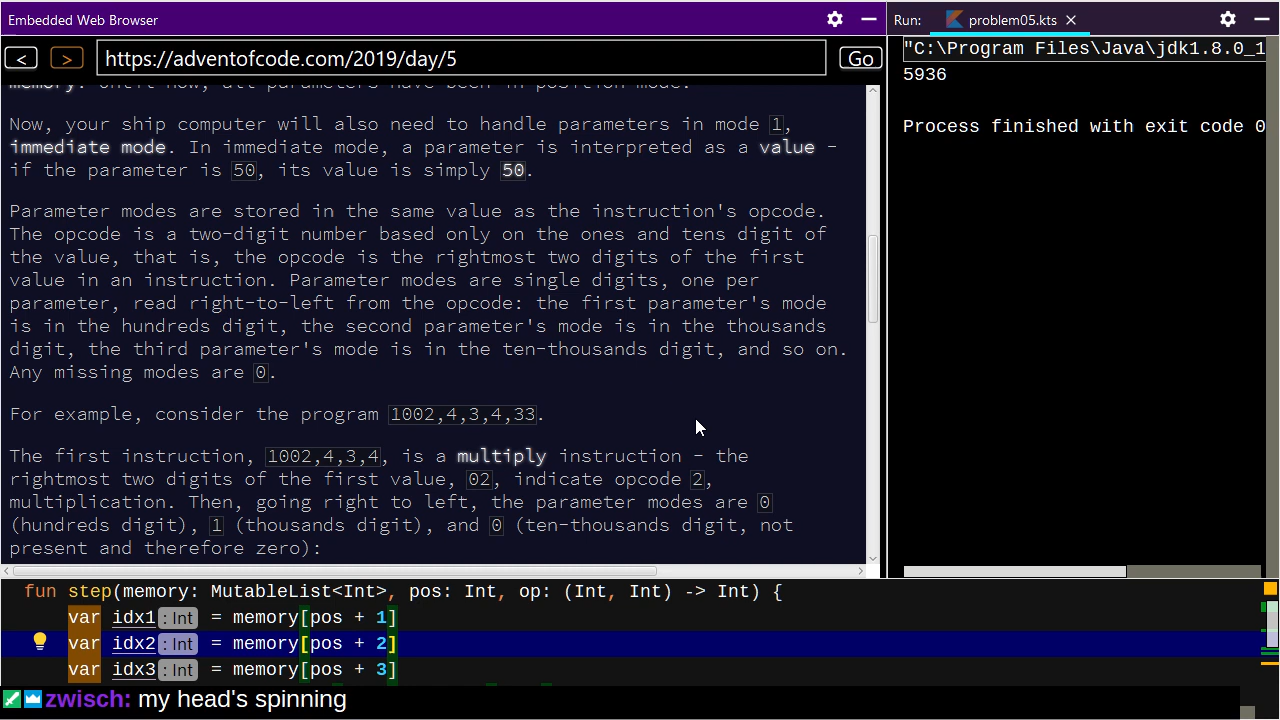 Embedded Web Browser
Run: problem05.kts
< > https://adventofcode.com/2019/day/5 Go
memory. Until now, all parameters have been in position mode.
Now, your ship computer will also need to handle parameters in mode 1,
immediate mode. In immediate mode, a parameter is interpreted as a value -
if the parameter is 50, its value is simply 50.
Parameter modes are stored in the same value as the instruction's opcode.
The opcode is a two-digit number based only on the ones and tens digit of
the value, that is, the opcode is the rightmost two digits of the first
value in an instruction. Parameter modes are single digits, one per
parameter, read right-to-left from the opcode: the first parameter's mode
is in the hundreds digit, the second parameter's mode is in the thousands
digit, the third parameter's mode is in the ten-thousands digit, and so on.
Any missing modes are 0.
For example, consider the program 1002,4,3,4,33.
The first instruction, 1002,4,3,4, is a multiply instruction - the
rightmost two digits of the first value, 02, indicate opcode 2,
multiplication. Then, going right to left, the parameter modes are 0
(hundreds digit), 1 (thousands digit), and 0 (ten-thousands digit, not
present and therefore zero):
"C:\Program Files\Java\jdk1.8.0_1
5936
Process finished with exit code 0
fun step(memory: MutableList<Int>, pos: Int, op: (Int, Int) -> Int) {
var idx1 : Int = memory[pos + 1]
var idx2 : Int = memory[pos + 2]
var idx3 : Int = memory[pos + 3]
zwisch: my head's spinning